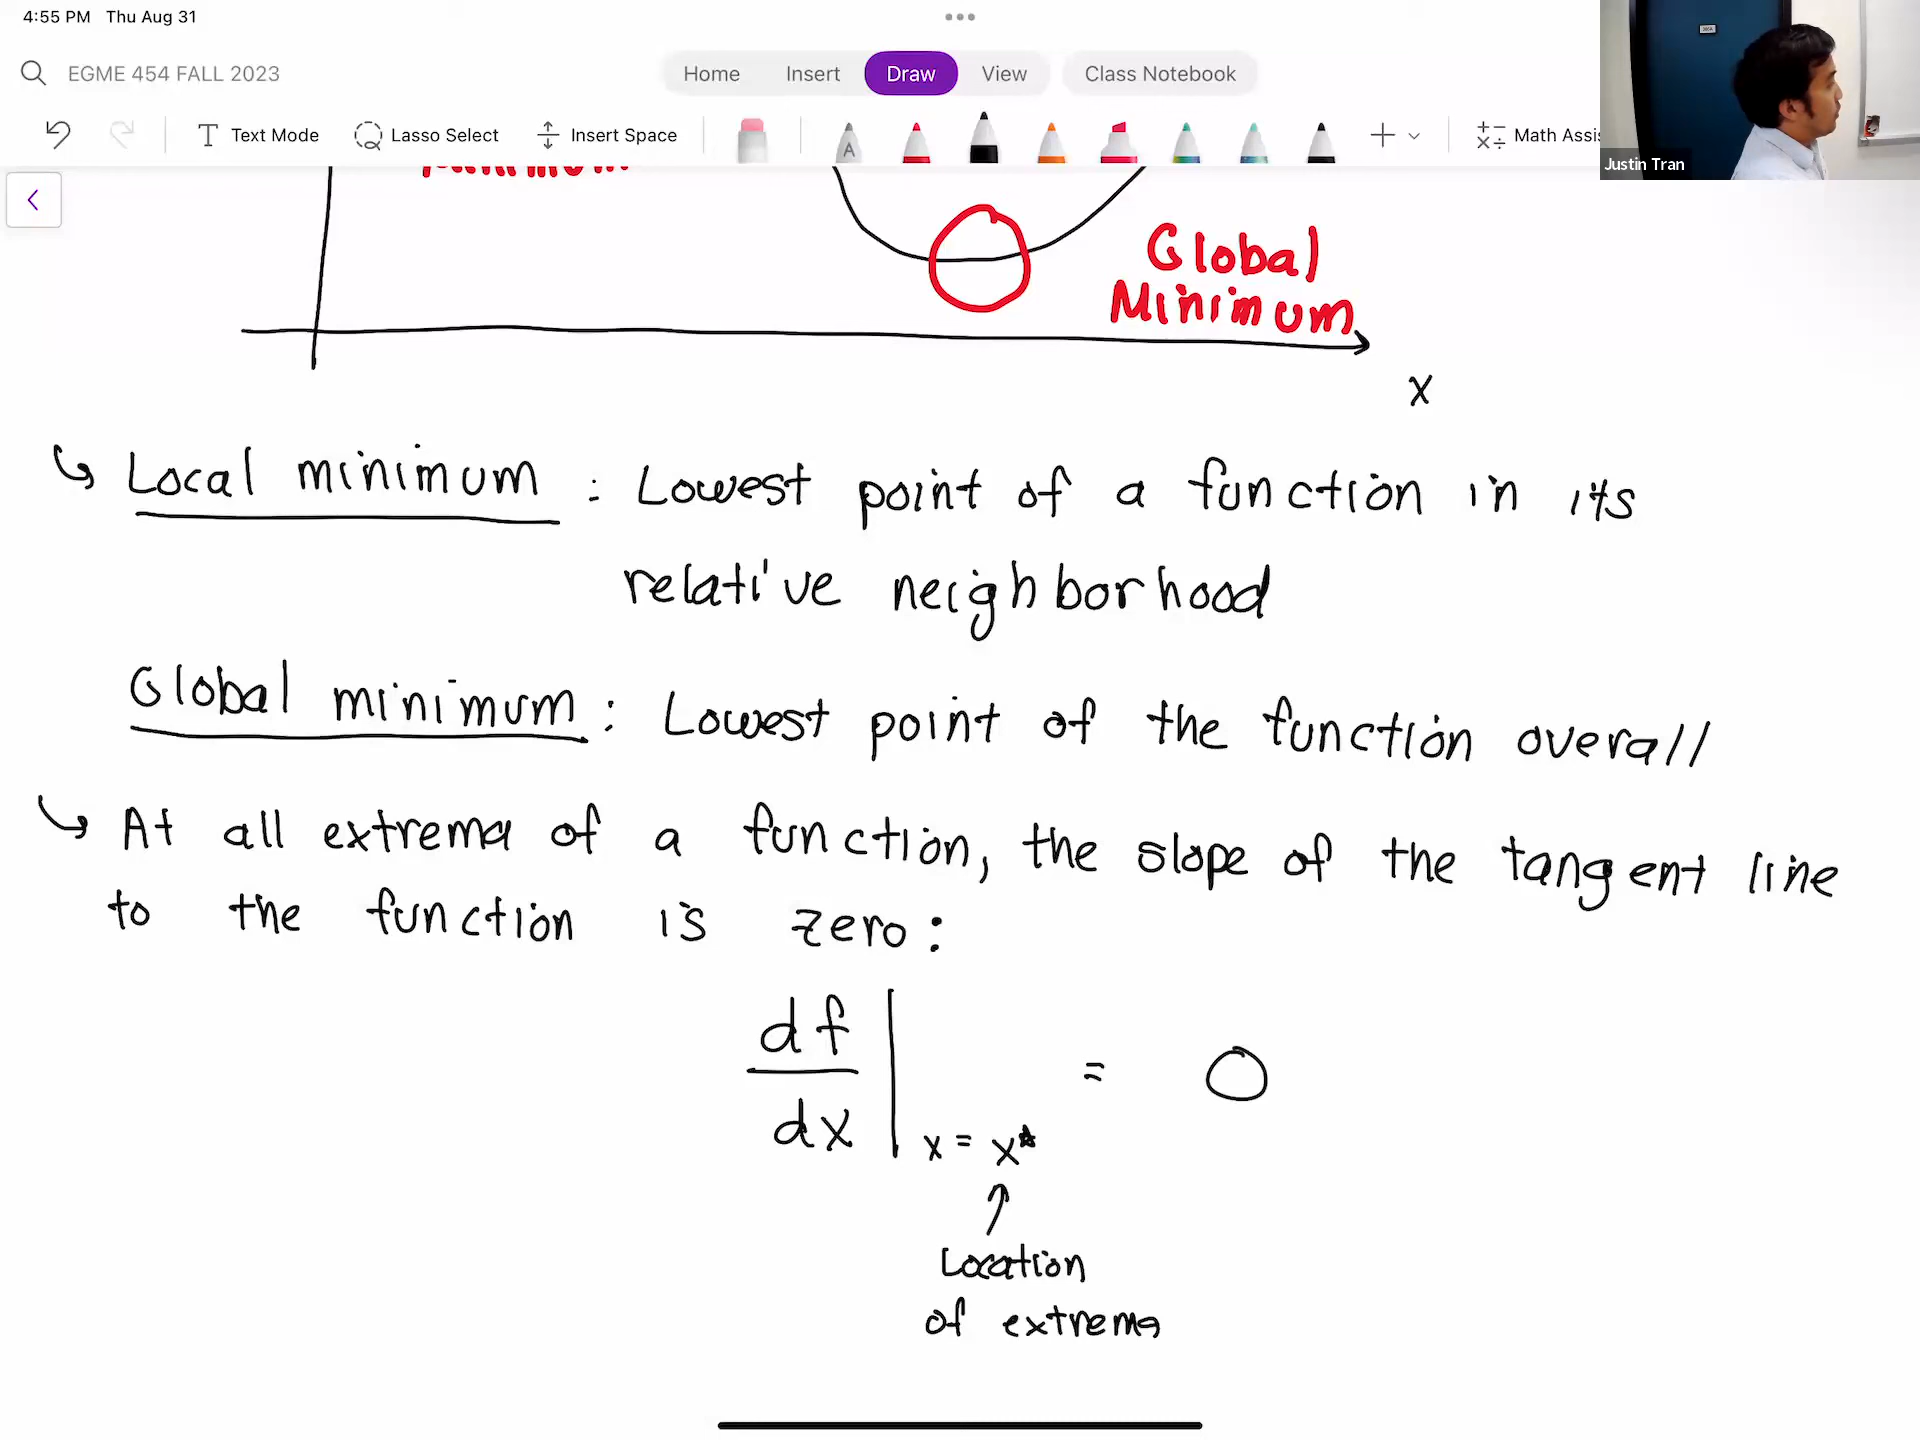 4:55 PM Thu Aug 31
EGME 454 FALL 2023
Home Insert Draw View Class Notebook
Text Mode Lasso Select Insert Space A Math Assis
Justin Tran
Global
Minimum
x
Local minimum : Lowest point of a function in its
relative neighborhood
Global minimum : Lowest point of the function overall
At all extrema of a function, the slope of the tangent line
to the function is zero :
df
dx
x = x* = 0
Location
of extrema